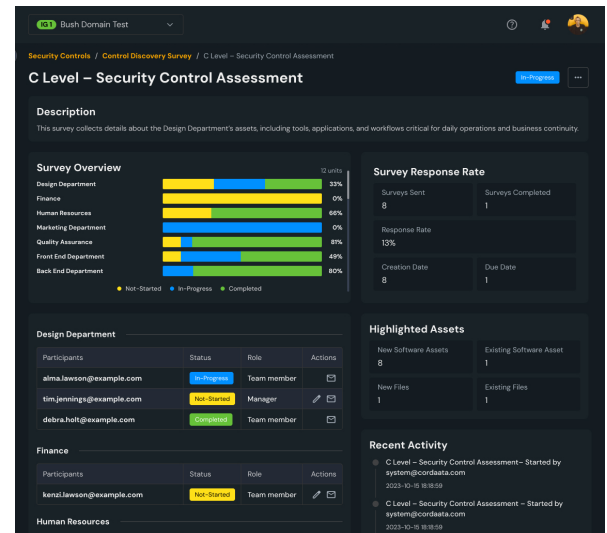 IG 1 Bush Domain Test
Security Controls / Control Discovery Survey / C Level – Security Control Assessment
C Level – Security Control Assessment
In-Progress
Description
This survey collects details about the Design Department's assets, including tools, applications, and workflows critical for daily operations and business continuity.
Survey Overview
12 units
Design Department 33%
Finance 0%
Human Resources 66%
Marketing Department 0%
Quality Assurance 81%
Front End Department 49%
Back End Department 80%
Not-Started In-Progress Completed
Survey Response Rate
Surveys Sent Surveys Completed
8 1
Response Rate
13%
Creation Date Due Date
8 1
Design Department
Participants Status Role Actions
alma.lawson@example.com In-Progress Team member
tim.jennings@example.com Not-Started Manager
debra.holt@example.com Completed Team member
Finance
Participants Status Role Actions
kenzi.lawson@example.com Not-Started Team member
Human Resources
Highlighted Assets
New Software Assets Existing Software Asset
8 1
New Files Existing Files
1 1
Recent Activity
C Level – Security Control Assessment– Started by
system@cordaata.com
2023-10-15 18:18:59
C Level – Security Control Assessment – Started by
system@cordaata.com
2023-10-15 18:18:59